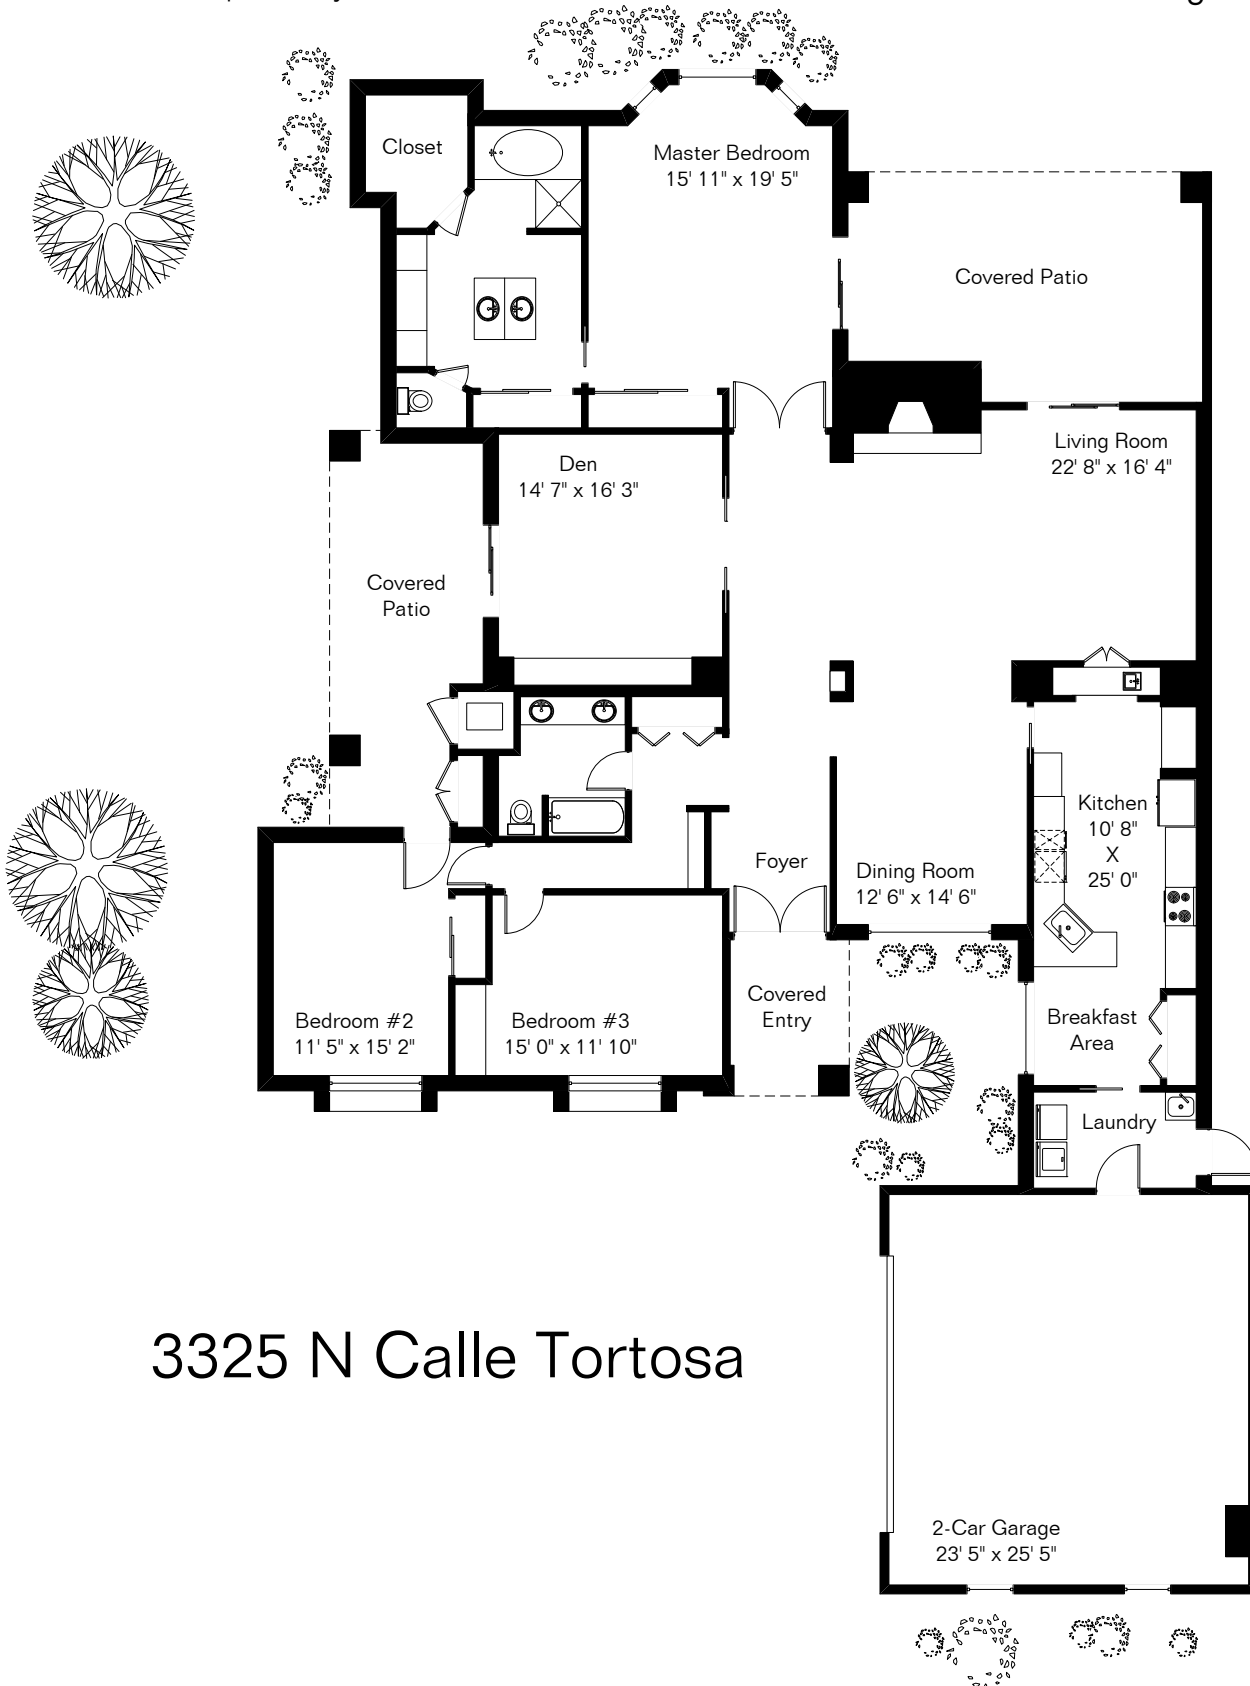 Closet
Master Bedroom
15' 11" x 19' 5"
Covered Patio
Living Room
22' 8" x 16' 4"
Den
14' 7" x 16' 3"
Covered
Patio
Kitchen
10' 8"
X
25' 0"
Foyer
Dining Room
12' 6" x 14' 6"
Covered
Entry
Bedroom #2
11' 5" x 15' 2"
Bedroom #3
15' 0" x 11' 10"
Breakfast
Area
Laundry
3325 N Calle Tortosa
2-Car Garage
23' 5" x 25' 5"